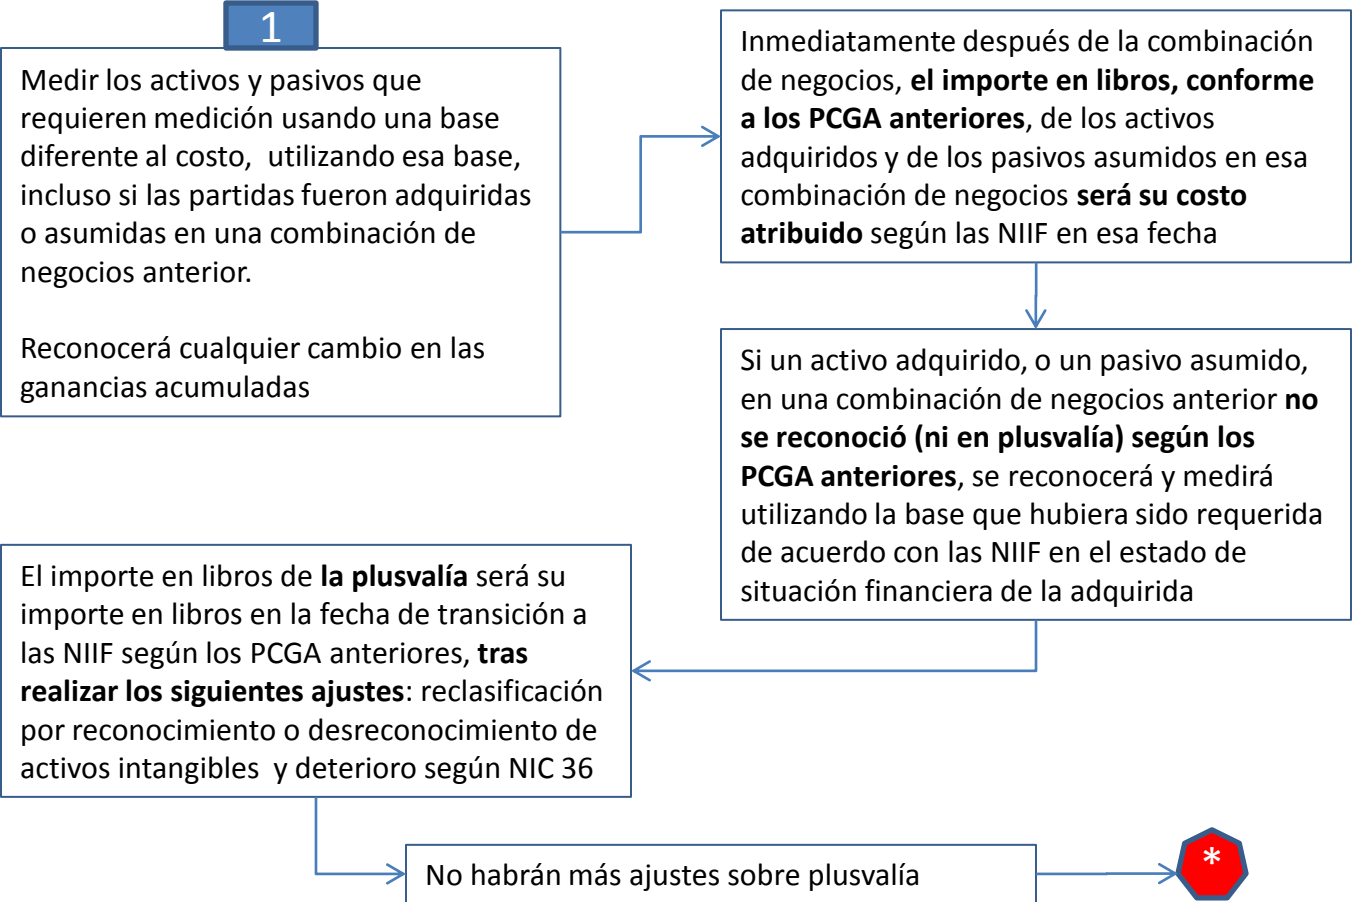 1
Medir los activos y pasivos que
requieren medición usando una base
diferente al costo, utilizando esa base,
incluso si las partidas fueron adquiridas
o asumidas en una combinación de
negocios anterior.
Reconocerá cualquier cambio en las
ganancias acumuladas
Inmediatamente después de la combinación
de negocios, el importe en libros, conforme
a los PCGA anteriores, de los activos
adquiridos y de los pasivos asumidos en esa
combinación de negocios será su costo
atribuido según las NIIF en esa fecha
Si un activo adquirido, o un pasivo asumido,
en una combinación de negocios anterior no
se reconoció (ni en plusvalía) según los
PCGA anteriores, se reconocerá y medirá
utilizando la base que hubiera sido requerida
de acuerdo con las NIIF en el estado de
situación financiera de la adquirida
El importe en libros de la plusvalía será su
importe en libros en la fecha de transición a
las NIIF según los PCGA anteriores, tras
realizar los siguientes ajustes: reclasificación
por reconocimiento o desreconocimiento de
activos intangibles y deterioro según NIC 36
No habrán más ajustes sobre plusvalía
*